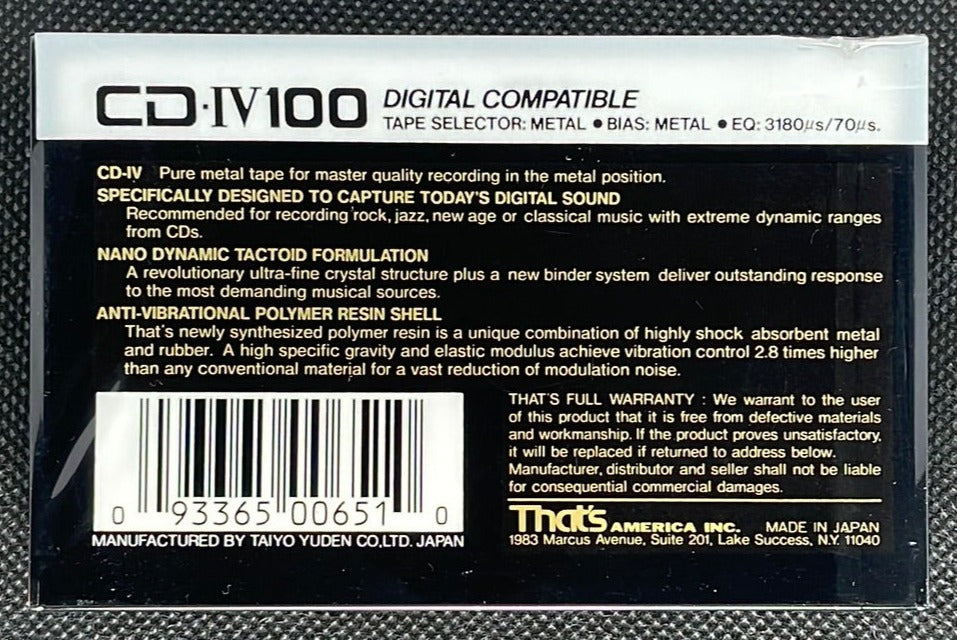 CD·IV100 DIGITAL COMPATIBLE
TAPE SELECTOR: METAL ● BIAS: METAL ● EQ: 3180μs/70μs.
CD-IV Pure metal tape for master quality recording in the metal position.
SPECIFICALLY DESIGNED TO CAPTURE TODAY'S DIGITAL SOUND
Recommended for recording rock, jazz, new age or classical music with extreme dynamic ranges
from CDs.
NANO DYNAMIC TACTOID FORMULATION
A revolutionary ultra-fine crystal structure plus a new binder system deliver outstanding response
to the most demanding musical sources.
ANTI-VIBRATIONAL POLYMER RESIN SHELL
That's newly synthesized polymer resin is a unique combination of highly shock absorbent metal
and rubber. A high specific gravity and elastic modulus achieve vibration control 2.8 times higher
than any conventional material for a vast reduction of modulation noise.
0 93365 00651 0
MANUFACTURED BY TAIYO YUDEN CO,LTD. JAPAN
THAT'S FULL WARRANTY : We warrant to the user
of this product that it is free from defective materials
and workmanship. If the product proves unsatisfactory,
it will be replaced if returned to address below.
Manufacturer, distributor and seller shall not be liable
for consequential commercial damages.
That's AMERICA INC. MADE IN JAPAN
1983 Marcus Avenue, Suite 201, Lake Success, N.Y. 11040